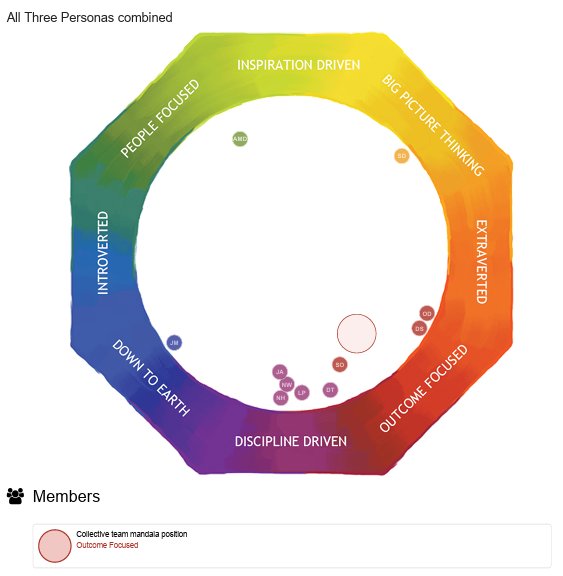 All Three Personas combined
INSPIRATION DRIVEN
PEOPLE FOCUSED
BIG PICTURE THINKING
AMD
SD
INTROVERTED
EXTRAVERTED
OD
DS
JM
SO
JA
NW
DT
LP
NH
DOWN TO EARTH
OUTCOME FOCUSED
DISCIPLINE DRIVEN
Members
Collective team mandala position
Outcome Focused